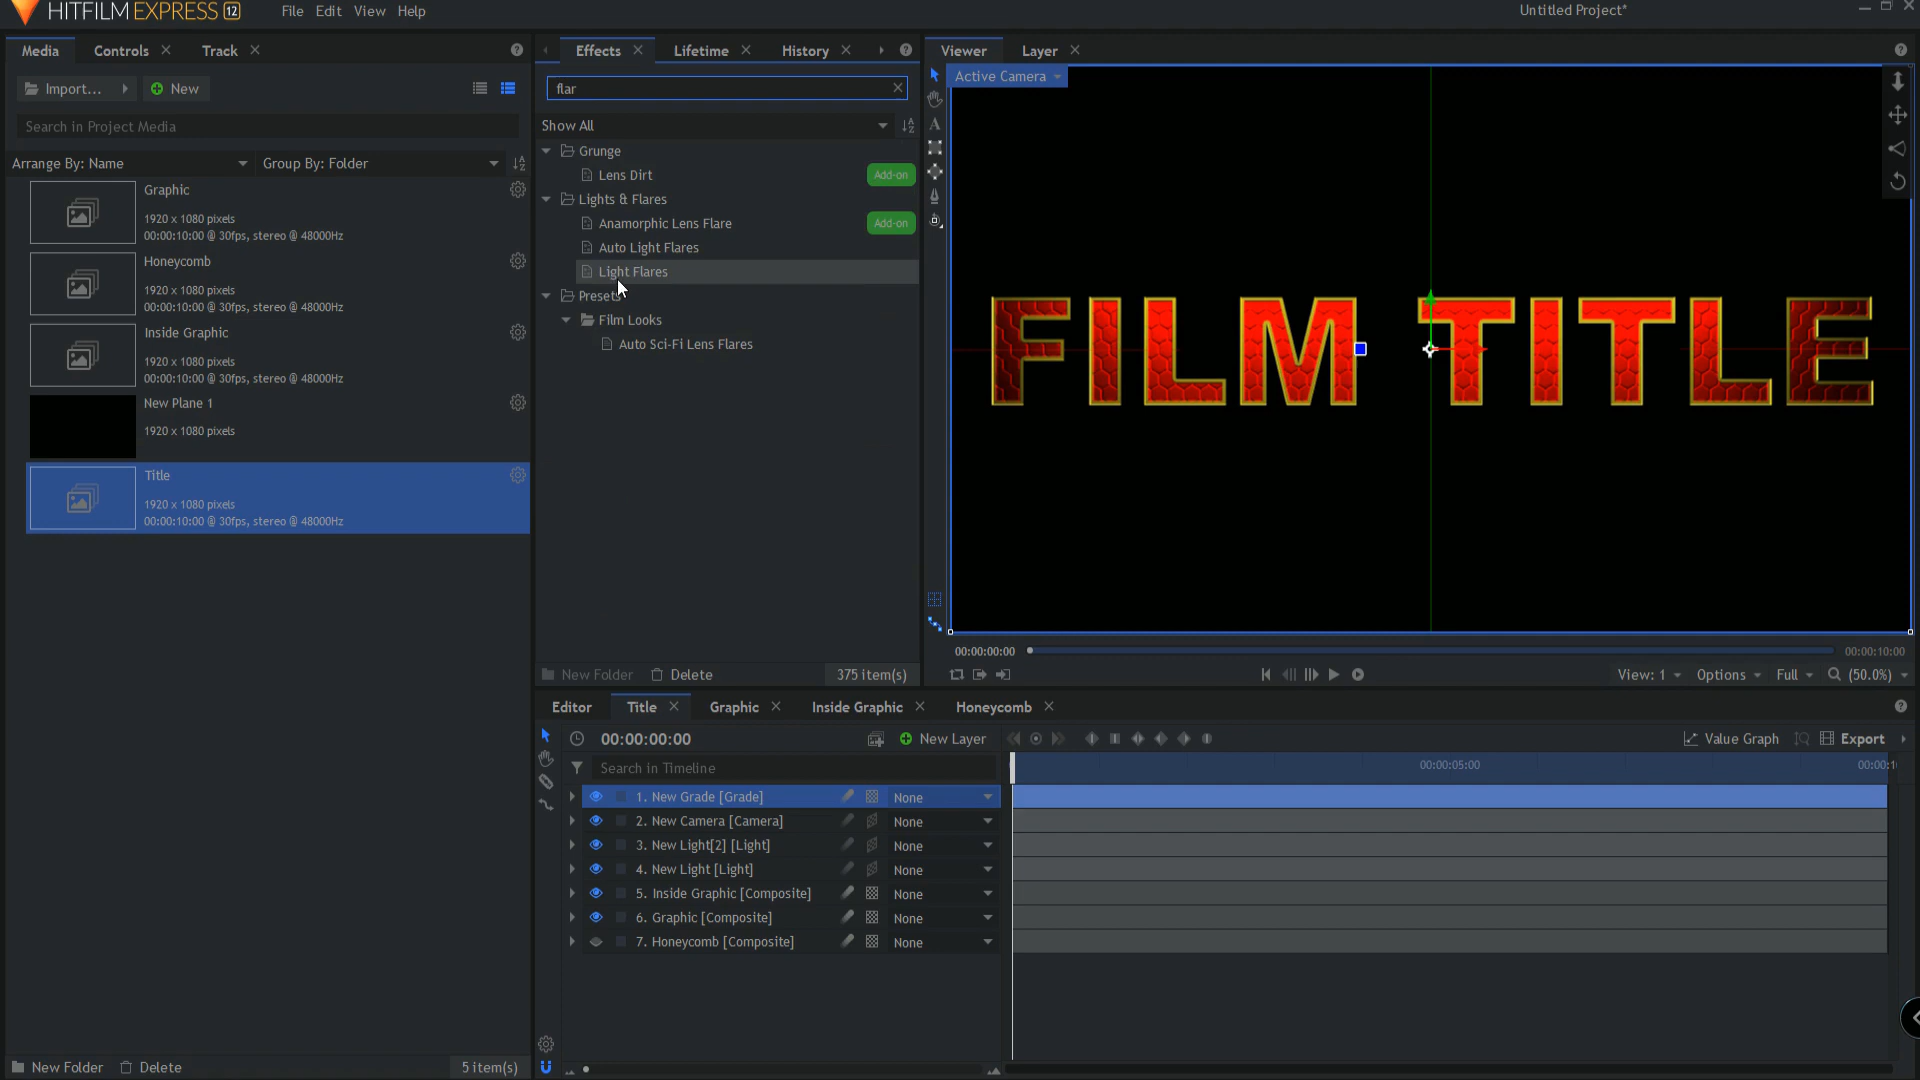 HITFILM EXPRESS 12
File Edit View Help
Untitled Project*
Media
Controls
Track
Import...
New
Search in Project Media
Arrange By: Name
Group By: Folder
Graphic
1920 x 1080 pixels
00:00:10:00 @ 30fps, stereo @ 48000Hz
Honeycomb
1920 x 1080 pixels
00:00:10:00 @ 30fps, stereo @ 48000Hz
Inside Graphic
1920 x 1080 pixels
00:00:10:00 @ 30fps, stereo @ 48000Hz
New Plane 1
1920 x 1080 pixels
Title
1920 x 1080 pixels
00:00:10:00 @ 30fps, stereo @ 48000Hz
New Folder
Delete
5 item(s)
Effects
Lifetime
History
flar
Show All
Grunge
Lens Dirt
Add-on
Lights & Flares
Anamorphic Lens Flare
Add-on
Auto Light Flares
Light Flares
Presets
Film Looks
Auto Sci-Fi Lens Flares
New Folder
Delete
375 item(s)
Viewer
Layer
Active Camera
FILM TITLE
00:00:00:00
00:00:10:00
View: 1
Options
Full
(50.0%)
Editor
Title
Graphic
Inside Graphic
Honeycomb
00:00:00:00
New Layer
Value Graph
Export
Search in Timeline
00:00:05:00
00:00:1
1. New Grade [Grade] None
2. New Camera [Camera] None
3. New Light[2] [Light] None
4. New Light [Light] None
5. Inside Graphic [Composite] None
6. Graphic [Composite] None
7. Honeycomb [Composite] None